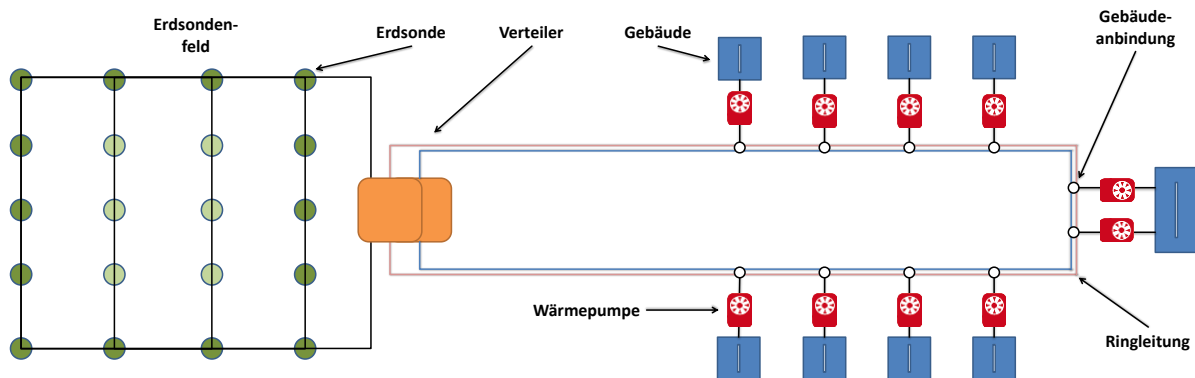 Erdsonden-
feld
Erdsonde
Verteiler
Gebäude
Gebäude-
anbindung
Wärmepumpe
Ringleitung